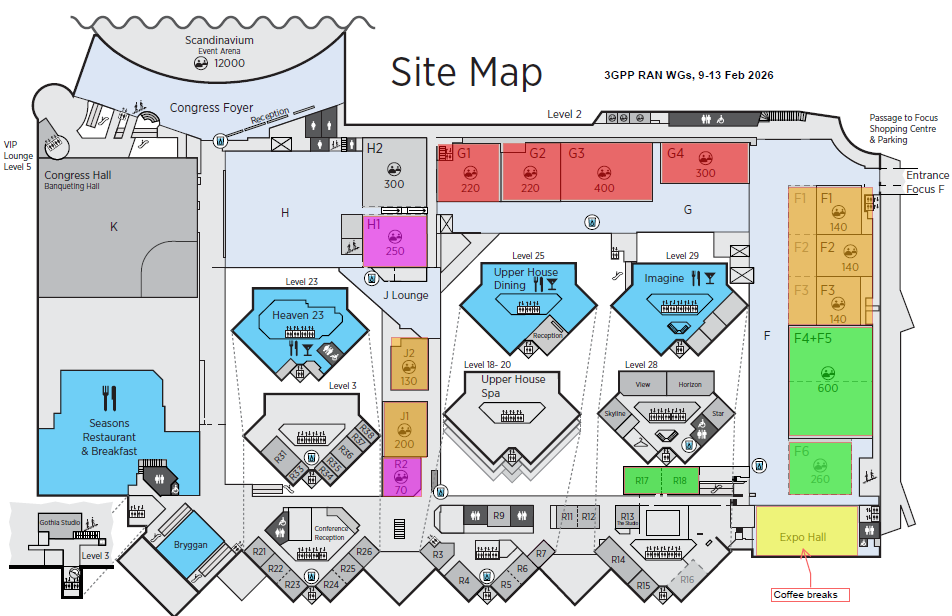 Scandinavium
Event Arena
12000
Site Map
3GPP RAN WGs, 9-13 Feb 2026
Congress Foyer
Reception
Level 2
Passage to Focus
Shopping Centre
& Parking
VIP
Lounge
Level 5
Congress Hall
Banqueting Hall
K
H
H2
300
H1
250
G1
220
G2
220
G3
400
G4
300
G
Entrance
Focus F
F1
F1
140
F2
F2
140
F3
F3
140
F
F4+F5
600
F6
260
J Lounge
Level 23
Heaven 23
Level 25
Upper House
Dining
Reception
Level 29
Imagine
J2
130
J1
200
R2
70
Level 3
R31
R33
R34
R35
R36
R37
R38
Level 18- 20
Upper House
Spa
Level 28
View
Horizon
Skyline
Star
R17
R18
Seasons
Restaurant
& Breakfast
Gothia Studio
Level 3
Bryggan
Conference
Reception
R21
R22
R23
R24
R25
R26
R3
R4
R5
R6
R7
R9
R11
R12
R13
The Studio
R14
R15
R16
Expo Hall
Coffee breaks